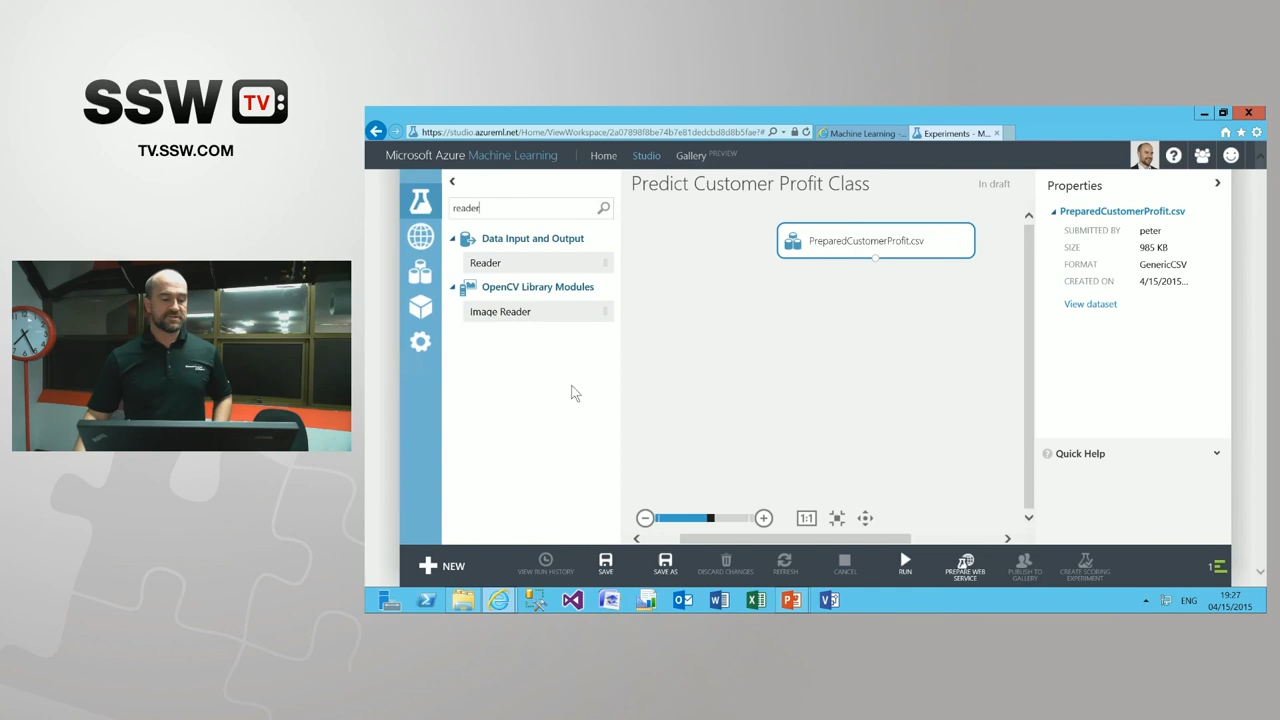 SSW TV:
TV.SSW.COM
https://studio.azureml.net/Home/ViewWorkspace/2a07898f8be74b7e81dedcbd8d8b5fae?#
Machine Learning -...
Experiments - M...
Microsoft Azure Machine Learning
Home
Studio
Gallery PREVIEW
reader
Data Input and Output
Reader
OpenCV Library Modules
Image Reader
Predict Customer Profit Class
In draft
PreparedCustomerProfit.csv
1:1
Properties
PreparedCustomerProfit.csv
SUBMITTED BY peter
SIZE 985 KB
FORMAT GenericCSV
CREATED ON 4/15/2015...
View dataset
Quick Help
NEW
VIEW RUN HISTORY
SAVE
SAVE AS
DISCARD CHANGES
REFRESH
CANCEL
RUN
PREPARE WEB
SERVICE
PUBLISH TO
GALLERY
CREATE SCORING
EXPERIMENT
1
ENG
19:27
04/15/2015